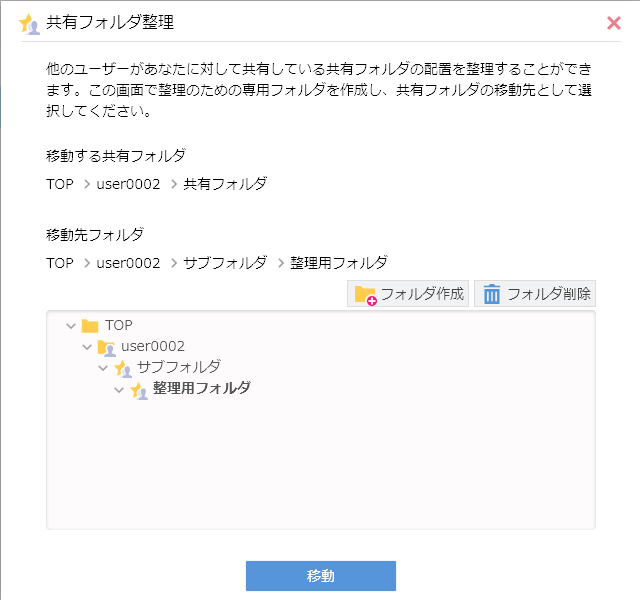 共有フォルダ整理
他のユーザーがあなたに対して共有している共有フォルダの配置を整理することができ
ます。この画面で整理のための専用フォルダを作成し、共有フォルダの移動先として選
択してください。
移動する共有フォルダ
TOP > user0002 > 共有フォルダ
移動先フォルダ
TOP > user0002 > サブフォルダ > 整理用フォルダ
フォルダ作成 フォルダ削除
TOP
user0002
サブフォルダ
整理用フォルダ
移動